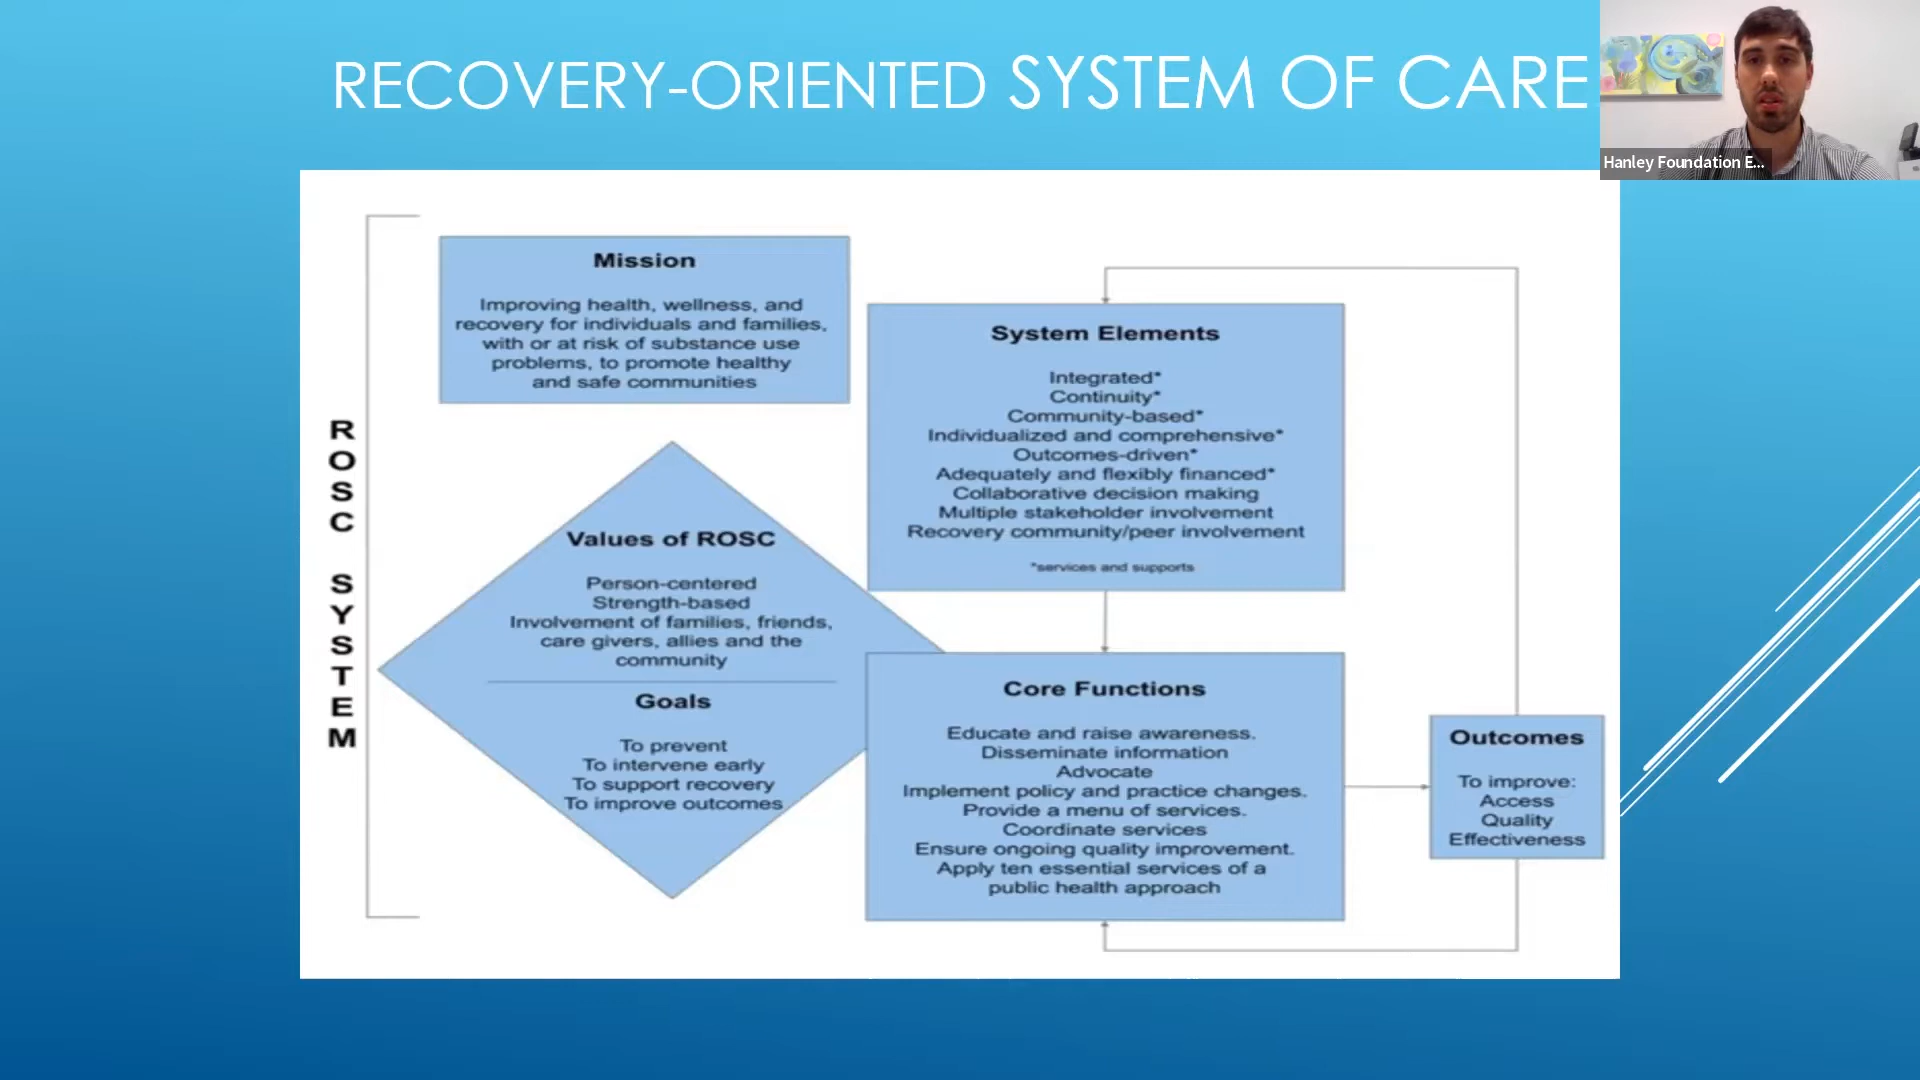 RECOVERY-ORIENTED SYSTEM OF CARE
Hanley Foundation E...
ROSC SYSTEM
Mission
Improving health, wellness, and
recovery for individuals and families,
with or at risk of substance use
problems, to promote healthy
and safe communities
Values of ROSC
Person-centered
Strength-based
Involvement of families, friends,
care givers, allies and the
community
Goals
To prevent
To intervene early
To support recovery
To improve outcomes
System Elements
Integrated*
Continuity*
Community-based*
Individualized and comprehensive*
Outcomes-driven*
Adequately and flexibly financed*
Collaborative decision making
Multiple stakeholder involvement
Recovery community/peer involvement
*services and supports
Core Functions
Educate and raise awareness.
Disseminate information
Advocate
Implement policy and practice changes.
Provide a menu of services.
Coordinate services
Ensure ongoing quality improvement.
Apply ten essential services of a
public health approach
Outcomes
To improve:
Access
Quality
Effectiveness